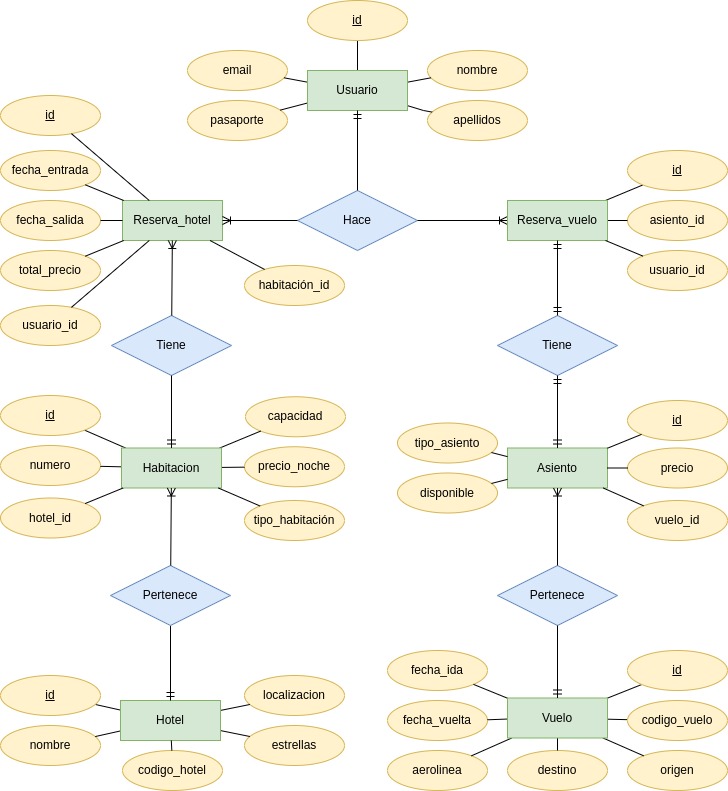 id
email
nombre
Usuario
pasaporte
apellidos
id
fecha_entrada
fecha_salida
total_precio
usuario_id
Reserva_hotel
habitación_id
Hace
Reserva_vuelo
id
asiento_id
usuario_id
Tiene
Tiene
id
numero
hotel_id
Habitacion
capacidad
precio_noche
tipo_habitación
tipo_asiento
disponible
Asiento
id
precio
vuelo_id
Pertenece
Pertenece
id
nombre
Hotel
codigo_hotel
localizacion
estrellas
fecha_ida
fecha_vuelta
aerolinea
Vuelo
destino
id
codigo_vuelo
origen